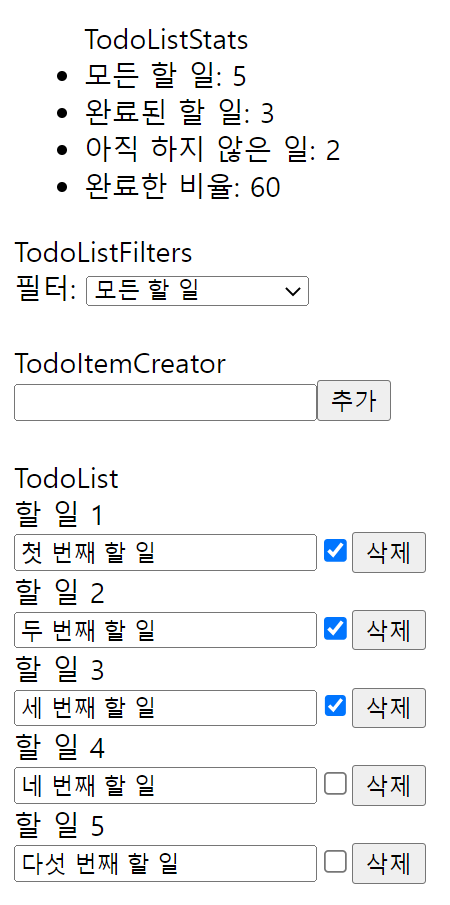 TodoListStats
모든 할 일: 5
완료된 할 일: 3
아직 하지 않은 일: 2
완료한 비율: 60
TodoListFilters
필터: 모든 할 일
TodoItemCreator
추가
TodoList
할 일 1
첫 번째 할 일 삭제
할 일 2
두 번째 할 일 삭제
할 일 3
세 번째 할 일 삭제
할 일 4
네 번째 할 일 삭제
할 일 5
다섯 번째 할 일 삭제